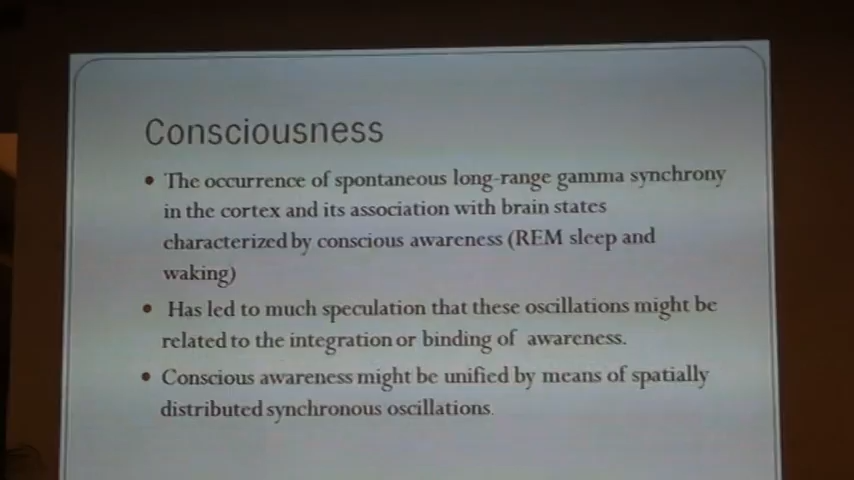 Consciousness
• The occurrence of spontaneous long-range gamma synchrony
in the cortex and its association with brain states
characterized by conscious awareness (REM sleep and
waking)
• Has led to much speculation that these oscillations might be
related to the integration or binding of awareness.
• Conscious awareness might be unified by means of spatially
distributed synchronous oscillations.